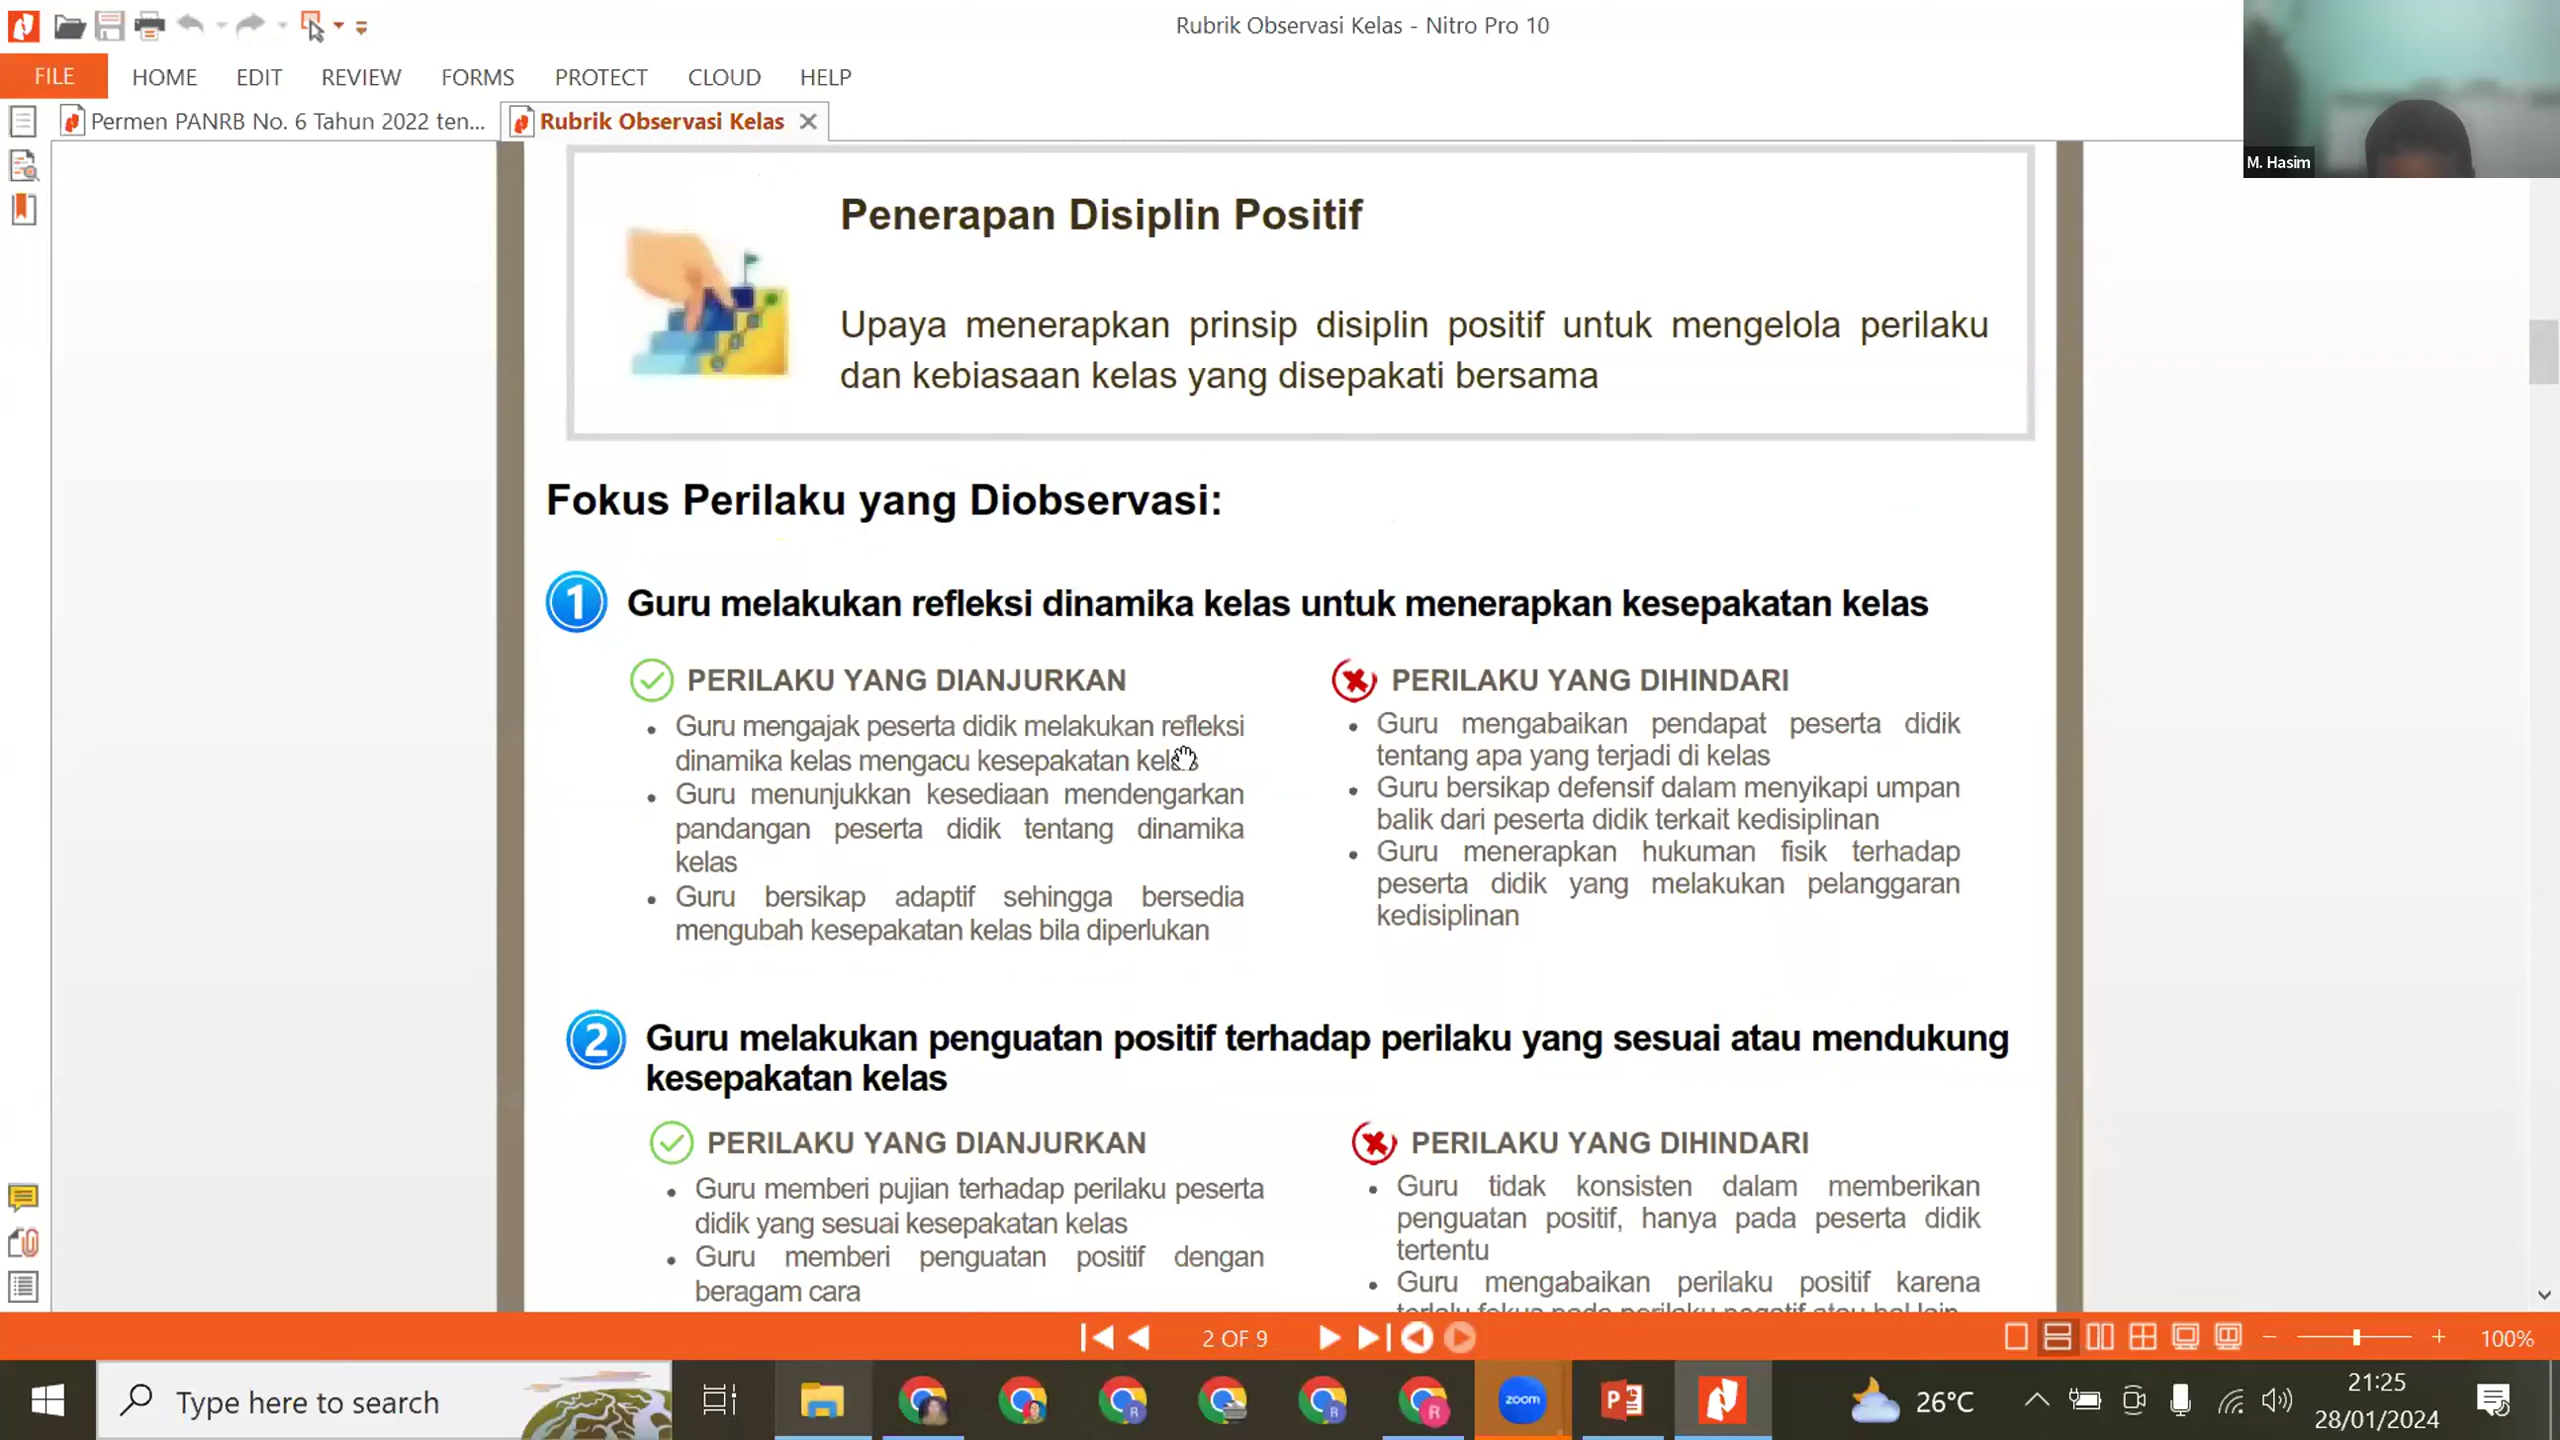 Rubrik Observasi Kelas - Nitro Pro 10
FILE HOME EDIT REVIEW FORMS PROTECT CLOUD HELP
Permen PANRB No. 6 Tahun 2022 ten... Rubrik Observasi Kelas
M. Hasim
Penerapan Disiplin Positif
Upaya menerapkan prinsip disiplin positif untuk mengelola perilaku
dan kebiasaan kelas yang disepakati bersama
Fokus Perilaku yang Diobservasi:
1 Guru melakukan refleksi dinamika kelas untuk menerapkan kesepakatan kelas
PERILAKU YANG DIANJURKAN
• Guru mengajak peserta didik melakukan refleksi
dinamika kelas mengacu kesepakatan kelas
• Guru menunjukkan kesediaan mendengarkan
pandangan peserta didik tentang dinamika
kelas
• Guru bersikap adaptif sehingga bersedia
mengubah kesepakatan kelas bila diperlukan
PERILAKU YANG DIHINDARI
• Guru mengabaikan pendapat peserta didik
tentang apa yang terjadi di kelas
• Guru bersikap defensif dalam menyikapi umpan
balik dari peserta didik terkait kedisiplinan
• Guru menerapkan hukuman fisik terhadap
peserta didik yang melakukan pelanggaran
kedisiplinan
2 Guru melakukan penguatan positif terhadap perilaku yang sesuai atau mendukung
kesepakatan kelas
PERILAKU YANG DIANJURKAN
• Guru memberi pujian terhadap perilaku peserta
didik yang sesuai kesepakatan kelas
• Guru memberi penguatan positif dengan
beragam cara
PERILAKU YANG DIHINDARI
• Guru tidak konsisten dalam memberikan
penguatan positif, hanya pada peserta didik
tertentu
• Guru mengabaikan perilaku positif karena
terlalu fokus pada perilaku negatif atau hal lain
2 OF 9
100%
Type here to search
zoom
26°C
21:25
28/01/2024